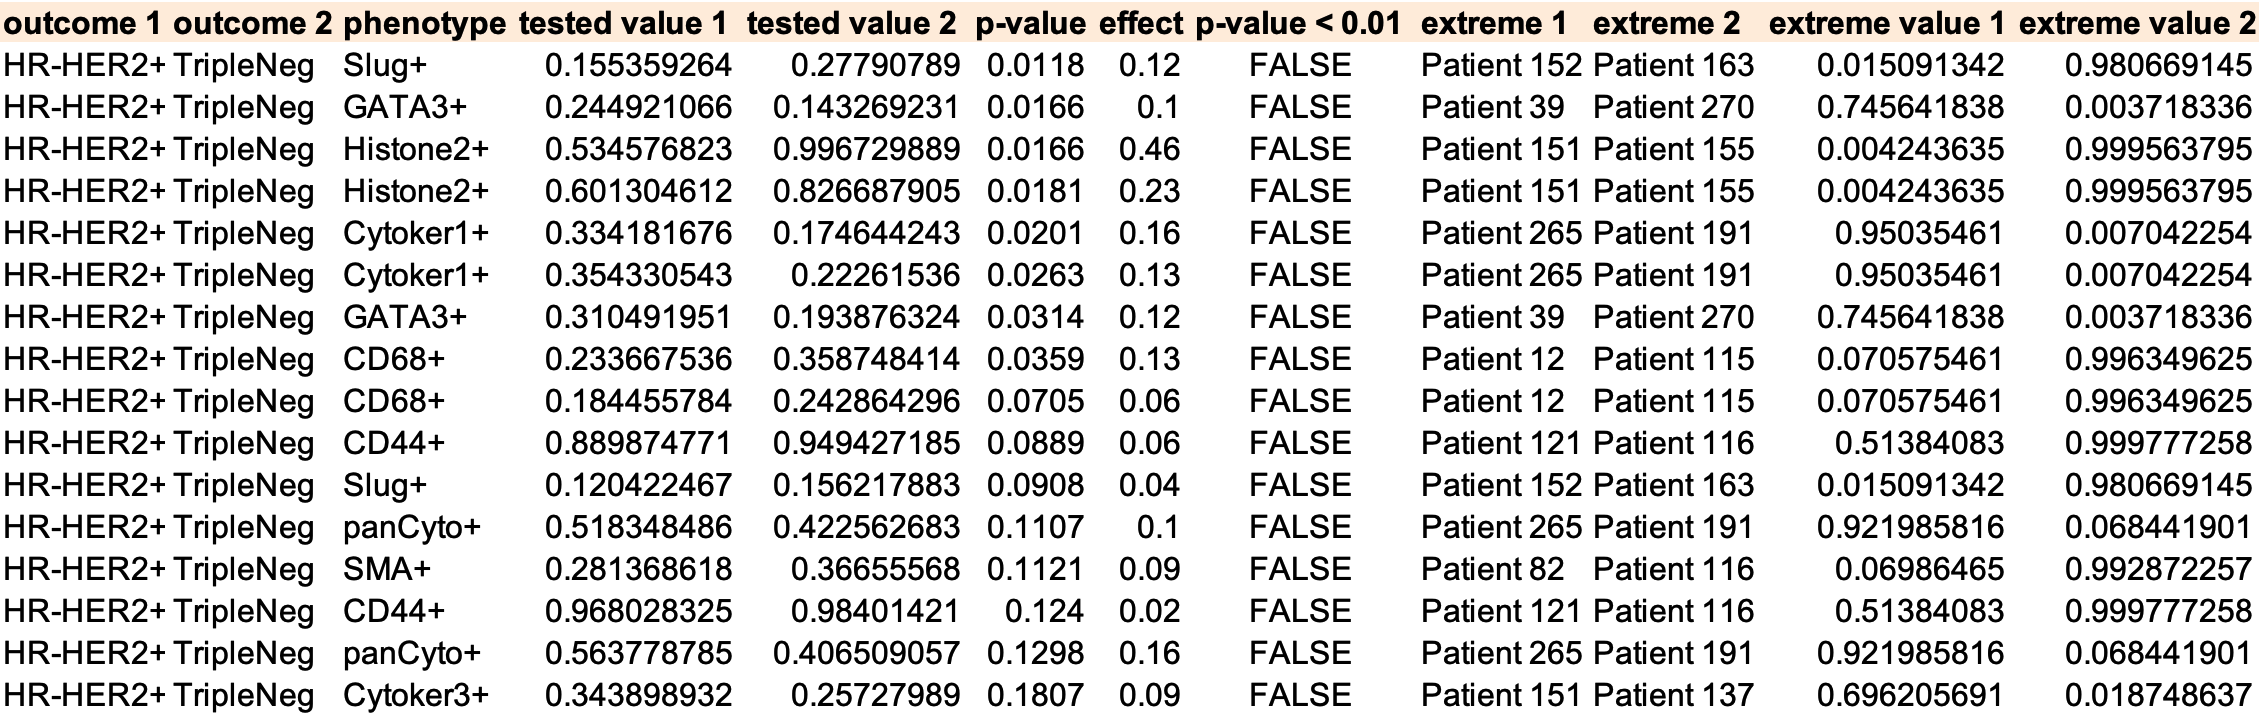 outcome 1 outcome 2 phenotype tested value 1 tested value 2 p-value effect p-value < 0.01 extreme 1 extreme 2 extreme value 1 extreme value 2
HR-HER2+ TripleNeg Slug+ 0.155359264 0.27790789 0.0118 0.12 FALSE Patient 152 Patient 163 0.015091342 0.980669145
HR-HER2+ TripleNeg GATA3+ 0.244921066 0.143269231 0.0166 0.1 FALSE Patient 39 Patient 270 0.745641838 0.003718336
HR-HER2+ TripleNeg Histone2+ 0.534576823 0.996729889 0.0166 0.46 FALSE Patient 151 Patient 155 0.004243635 0.999563795
HR-HER2+ TripleNeg Histone2+ 0.601304612 0.826687905 0.0181 0.23 FALSE Patient 151 Patient 155 0.004243635 0.999563795
HR-HER2+ TripleNeg Cytoker1+ 0.334181676 0.174644243 0.0201 0.16 FALSE Patient 265 Patient 191 0.95035461 0.007042254
HR-HER2+ TripleNeg Cytoker1+ 0.354330543 0.22261536 0.0263 0.13 FALSE Patient 265 Patient 191 0.95035461 0.007042254
HR-HER2+ TripleNeg GATA3+ 0.310491951 0.193876324 0.0314 0.12 FALSE Patient 39 Patient 270 0.745641838 0.003718336
HR-HER2+ TripleNeg CD68+ 0.233667536 0.358748414 0.0359 0.13 FALSE Patient 12 Patient 115 0.070575461 0.996349625
HR-HER2+ TripleNeg CD68+ 0.184455784 0.242864296 0.0705 0.06 FALSE Patient 12 Patient 115 0.070575461 0.996349625
HR-HER2+ TripleNeg CD44+ 0.889874771 0.949427185 0.0889 0.06 FALSE Patient 121 Patient 116 0.51384083 0.999777258
HR-HER2+ TripleNeg Slug+ 0.120422467 0.156217883 0.0908 0.04 FALSE Patient 152 Patient 163 0.015091342 0.980669145
HR-HER2+ TripleNeg panCyto+ 0.518348486 0.422562683 0.1107 0.1 FALSE Patient 265 Patient 191 0.921985816 0.068441901
HR-HER2+ TripleNeg SMA+ 0.281368618 0.36655568 0.1121 0.09 FALSE Patient 82 Patient 116 0.06986465 0.992872257
HR-HER2+ TripleNeg CD44+ 0.968028325 0.98401421 0.124 0.02 FALSE Patient 121 Patient 116 0.51384083 0.999777258
HR-HER2+ TripleNeg panCyto+ 0.563778785 0.406509057 0.1298 0.16 FALSE Patient 265 Patient 191 0.921985816 0.068441901
HR-HER2+ TripleNeg Cytoker3+ 0.343898932 0.25727989 0.1807 0.09 FALSE Patient 151 Patient 137 0.696205691 0.018748637